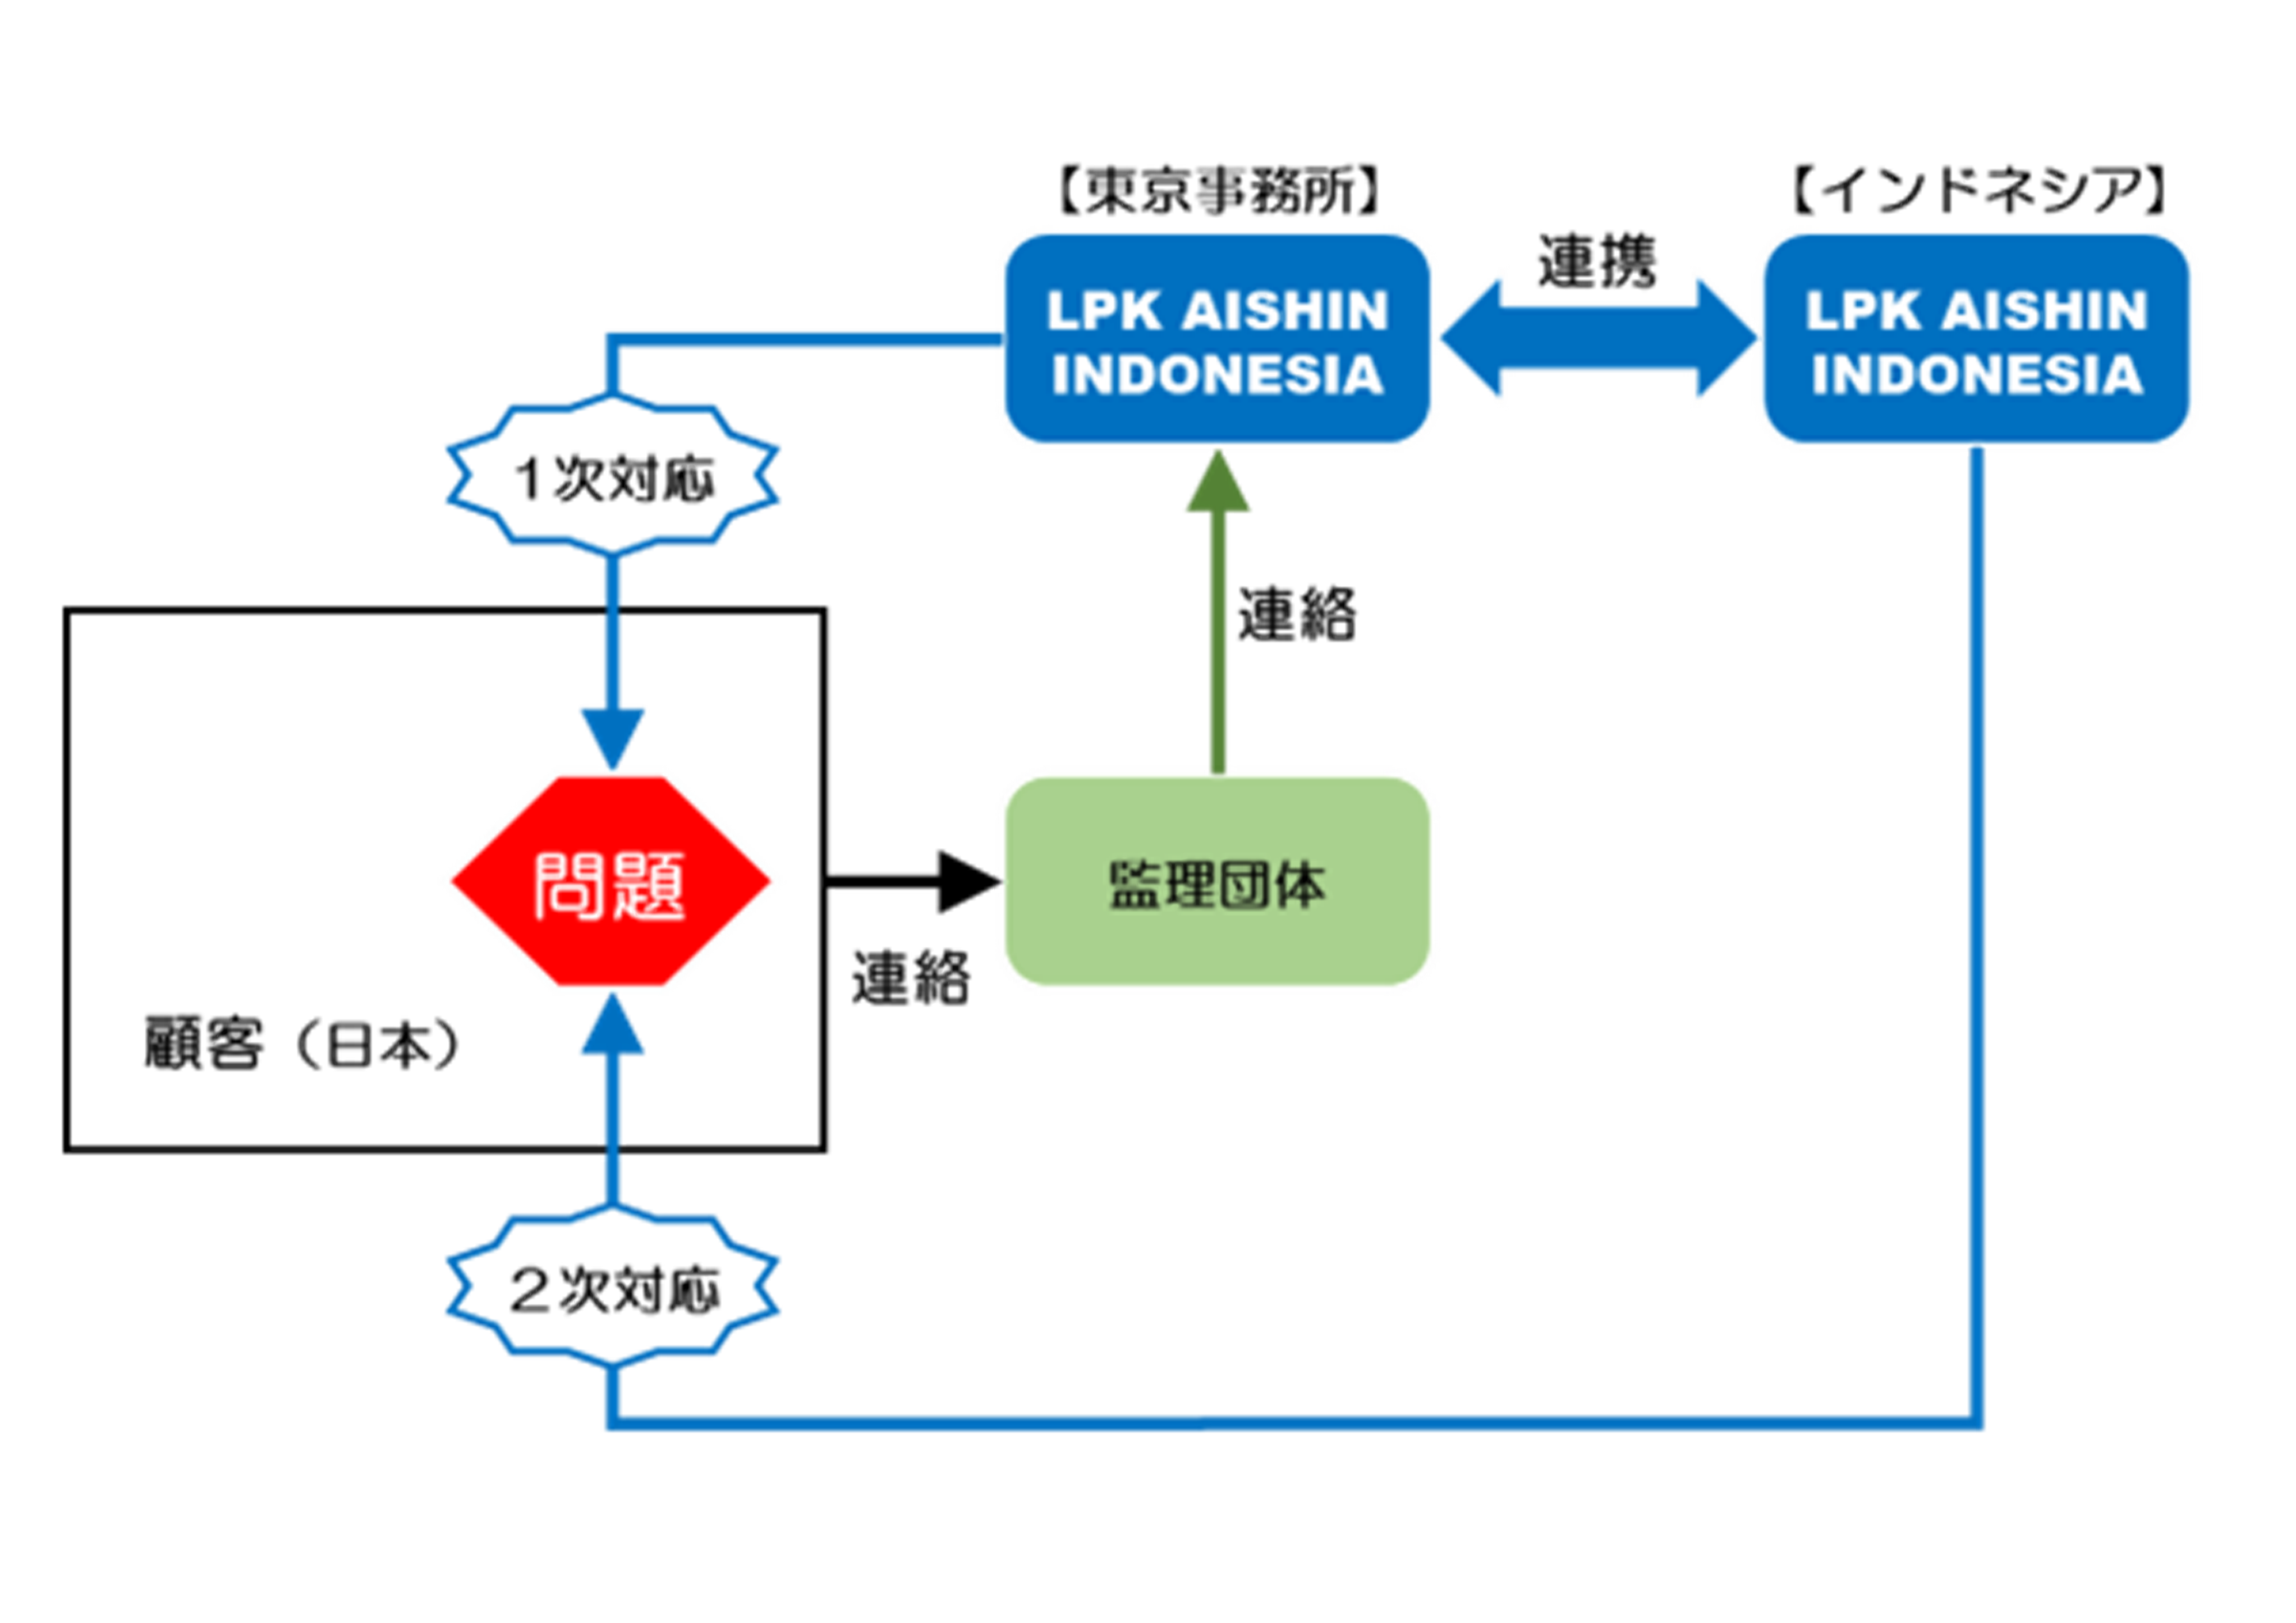 【東京事務所】
【インドネシア】
LPK AISHIN
INDONESIA
連携
LPK AISHIN
INDONESIA
１次対応
連絡
問題
監理団体
連絡
顧客（日本）
２次対応